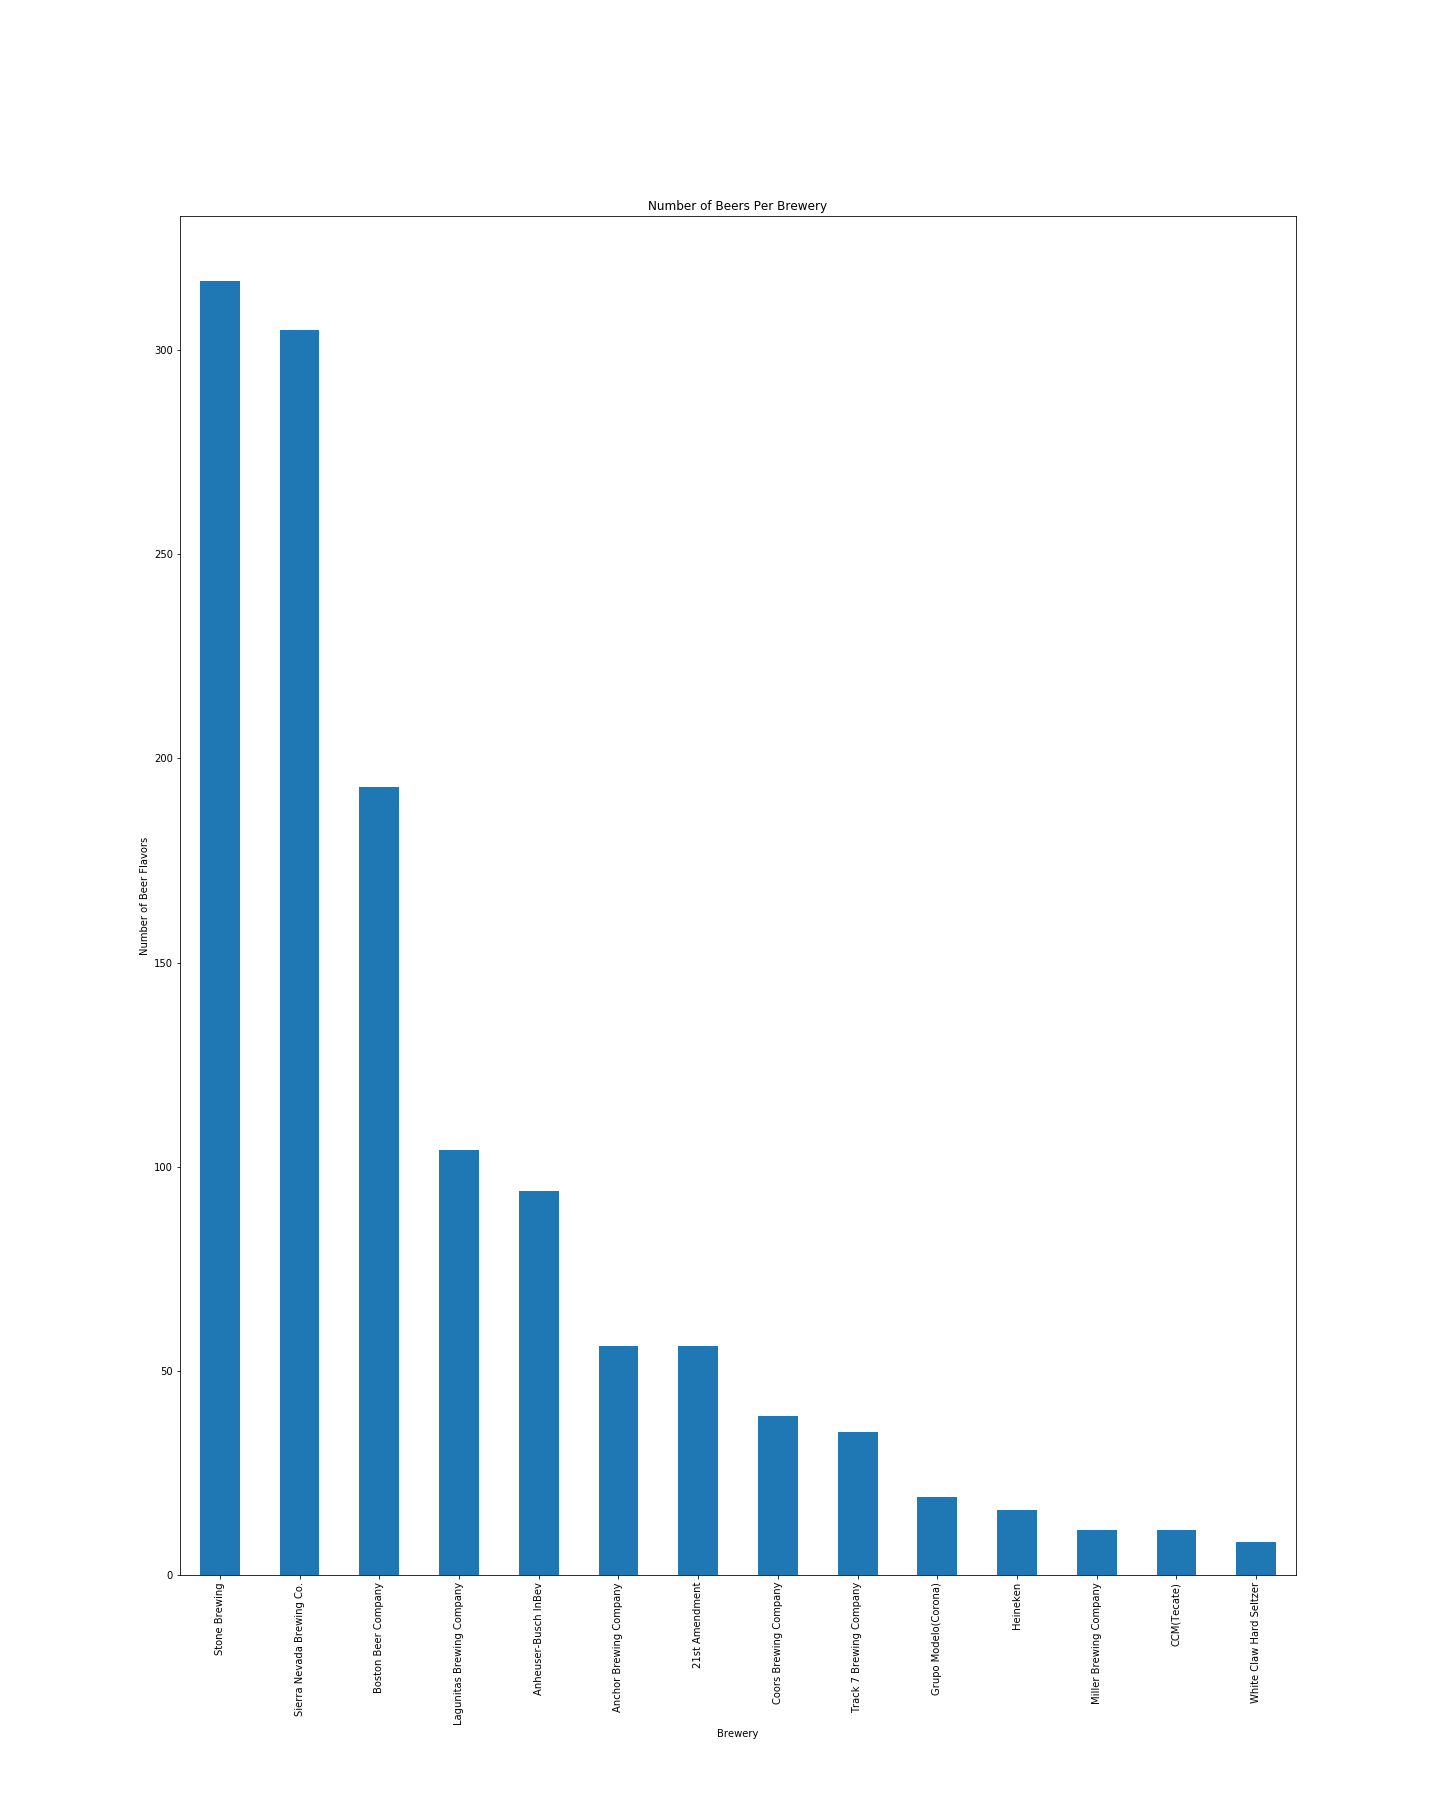 Number of Beers Per Brewery
300
250
200
150
100
50
0
Number of Beer Flavors
Stone Brewing
Sierra Nevada Brewing Co.
Boston Beer Company
Lagunitas Brewing Company
Anheuser-Busch InBev
Anchor Brewing Company
21st Amendment
Coors Brewing Company
Track 7 Brewing Company
Grupo Modelo(Corona)
Heineken
Miller Brewing Company
CCM(Tecate)
White Claw Hard Seltzer
Brewery